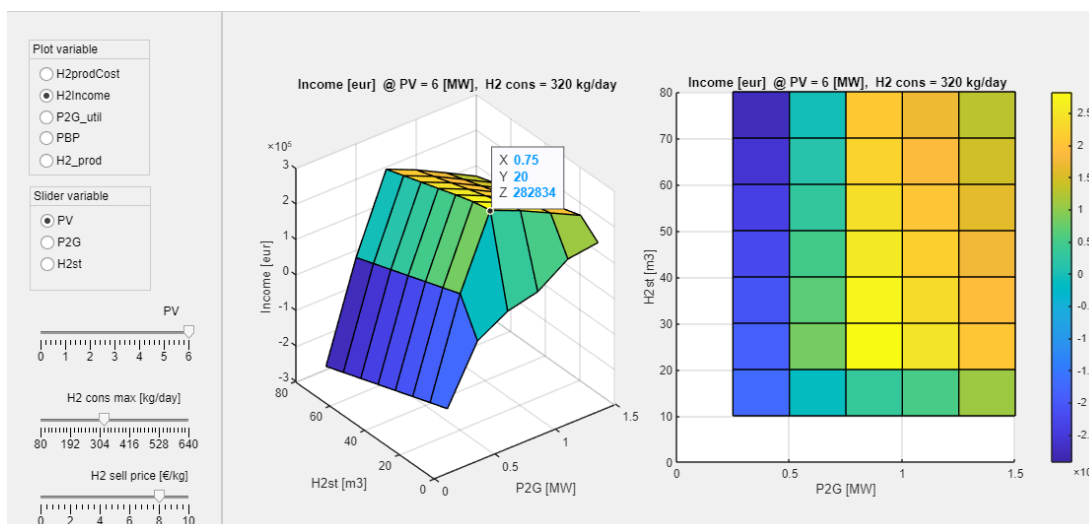 Plot variable
H2prodCost
H2Income
P2G_util
PBP
H2_prod
Slider variable
PV
P2G
H2st
PV
0 1 2 3 4 5 6
H2 cons max [kg/day]
80 192 304 416 528 640
H2 sell price [€/kg]
0 2 4 6 8 10
Income [eur] @ PV = 6 [MW], H2 cons = 320 kg/day
×10⁵
3
2
1
0
-1
-2
-3
Income [eur]
80
60
40
20
0
H2st [m3]
0
0.5
1
1.5
P2G [MW]
X 0.75
Y 20
Z 282834
Income [eur] @ PV = 6 [MW], H2 cons = 320 kg/day
80
70
60
50
40
30
20
10
0
H2st [m3]
0 0.5 1 1.5
P2G [MW]
2.5
2
1.5
1
0.5
0
-0.5
-1
-1.5
-2
×10